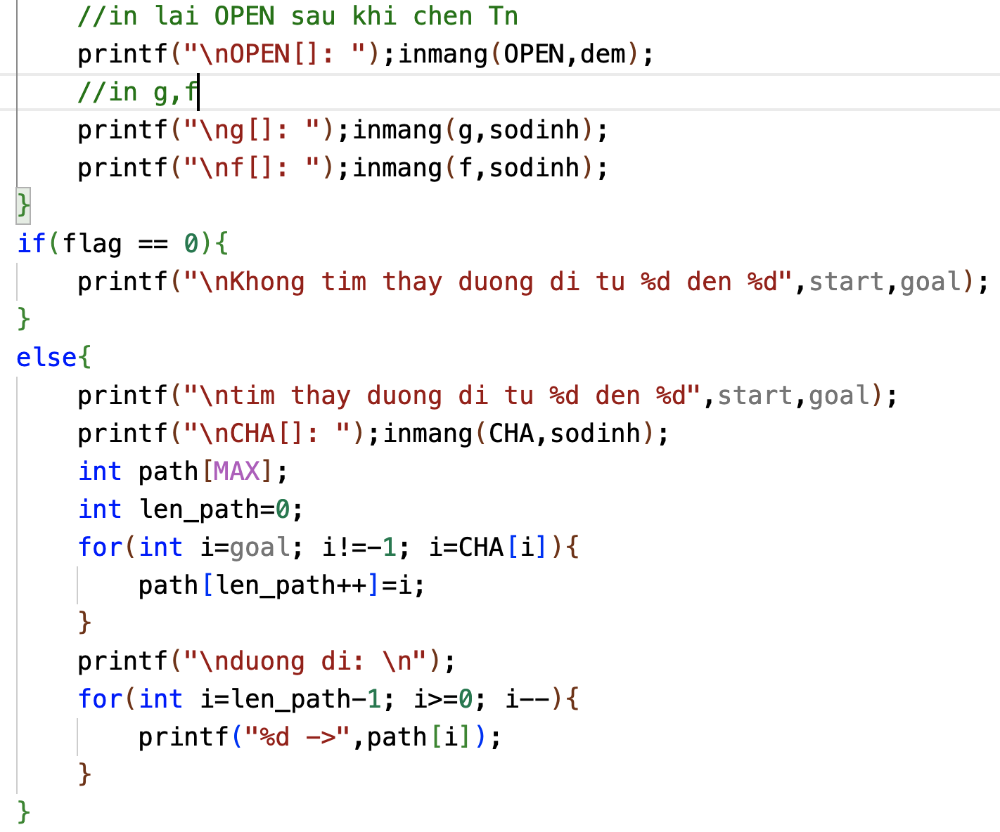 //in lai OPEN sau khi chen Tn
printf("\nOPEN[]: ");inmang(OPEN,dem);
//in g,f
printf("\ng[]: ");inmang(g,sodinh);
printf("\nf[]: ");inmang(f,sodinh);
}
if(flag == 0){
printf("\nKhong tim thay duong di tu %d den %d",start,goal);
}
else{
printf("\ntim thay duong di tu %d den %d",start,goal);
printf("\nCHA[]: ");inmang(CHA,sodinh);
int path[MAX];
int len_path=0;
for(int i=goal; i!=-1; i=CHA[i]){
path[len_path++]=i;
}
printf("\nduong di: \n");
for(int i=len_path-1; i>=0; i--){
printf("%d ->",path[i]);
}
}